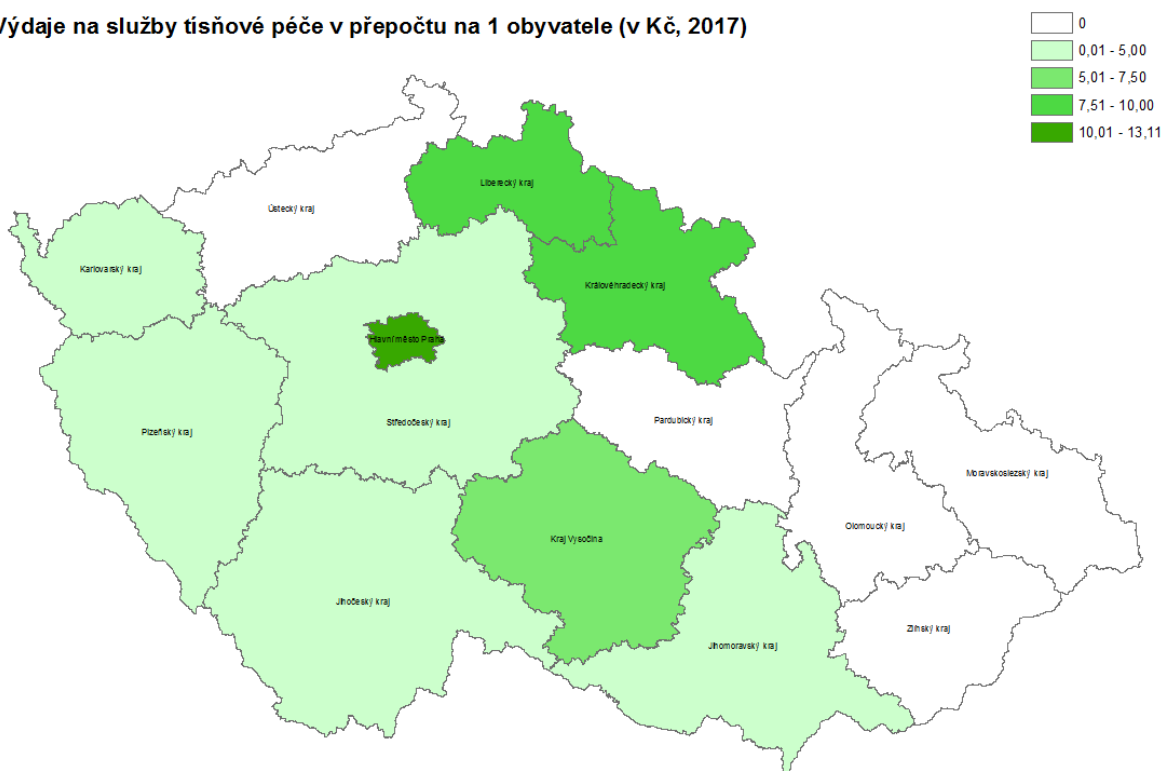 Výdaje na služby tísňové péče v přepočtu na 1 obyvatele (v Kč, 2017)
0
0,01 - 5,00
5,01 - 7,50
7,51 - 10,00
10,01 - 13,11
Liberecký kraj
Ústecký kraj
Karlovarský kraj
Královéhradecký kraj
Hlavní město Praha
Středočeský kraj
Pardubický kraj
Plzeňský kraj
Moravskoslezský kraj
Olomoucký kraj
Kraj Vysočina
Jihočeský kraj
Zlínský kraj
Jihomoravský kraj